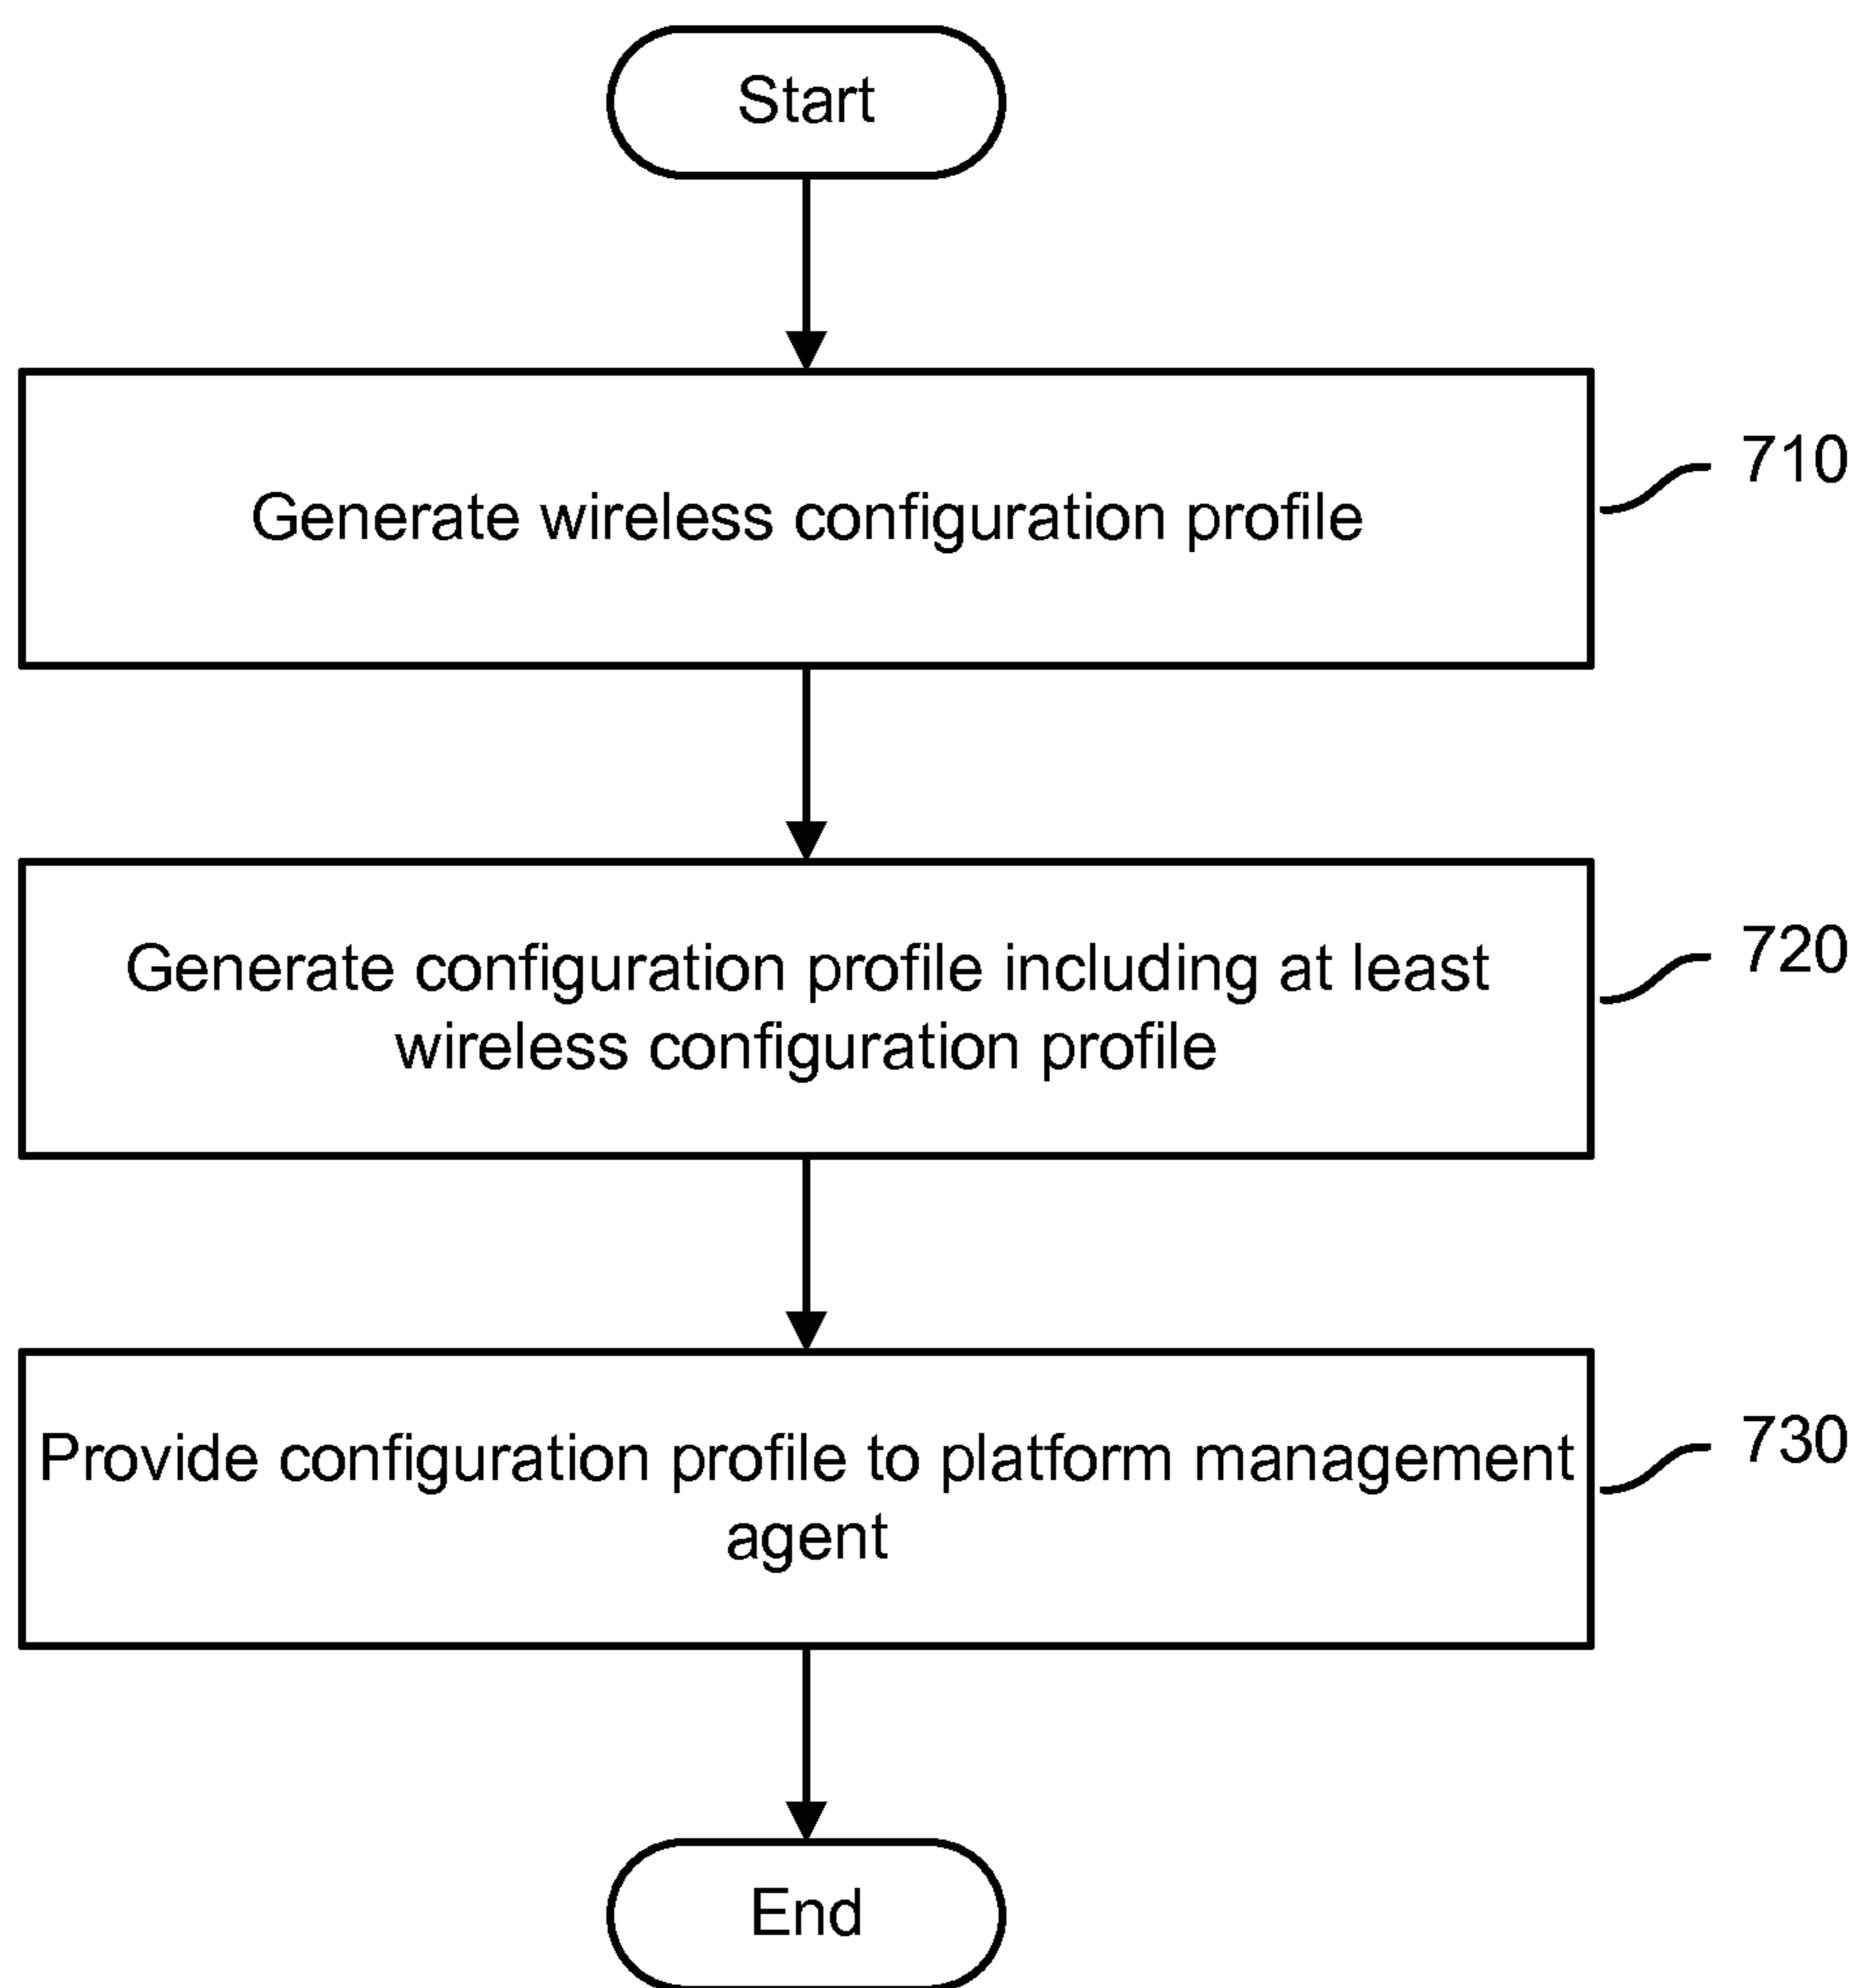 Start
Generate wireless configuration profile
710
Generate configuration profile including at least
wireless configuration profile
720
Provide configuration profile to platform management
agent
730
End